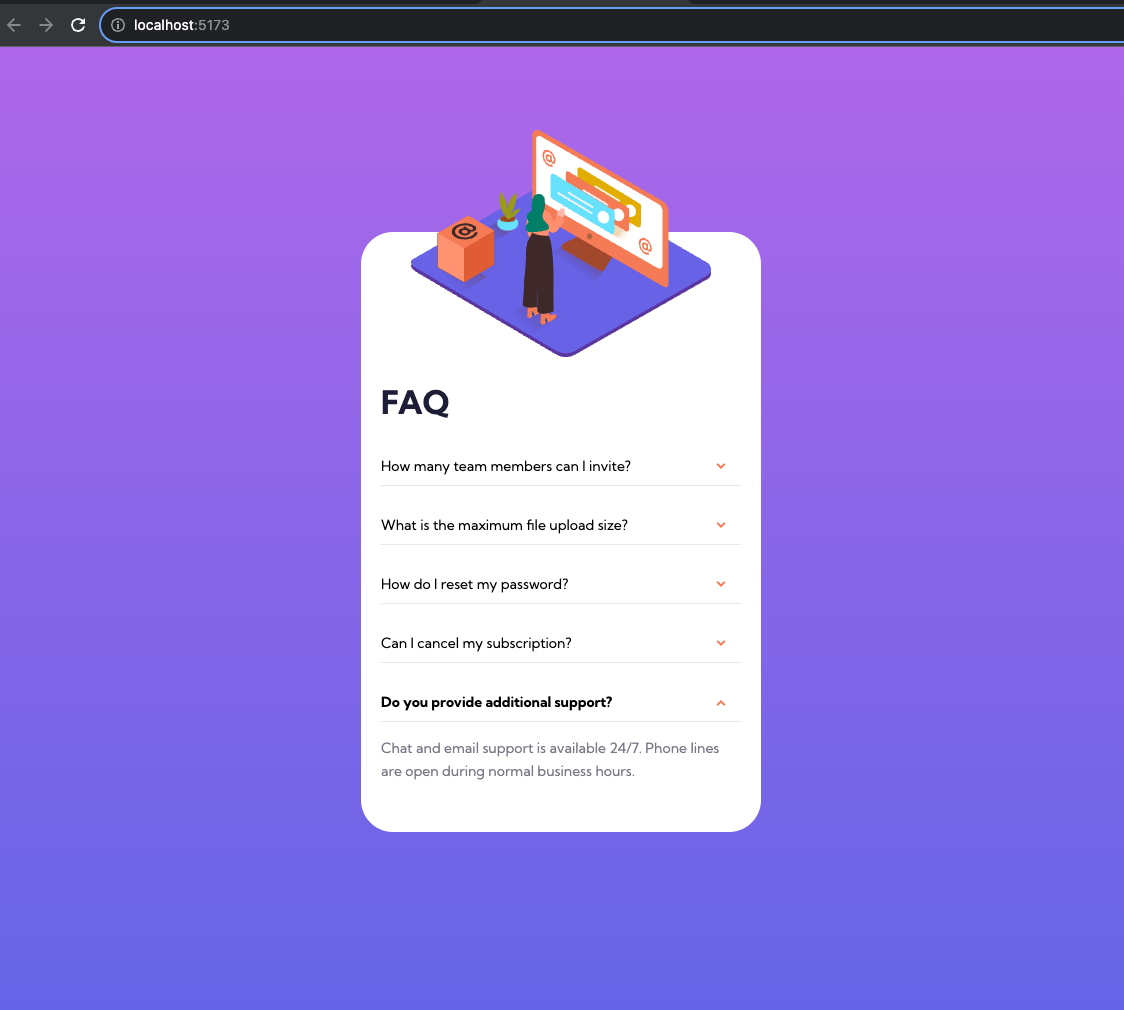 localhost:5173
@
@
@
FAQ
How many team members can I invite?
What is the maximum file upload size?
How do I reset my password?
Can I cancel my subscription?
Do you provide additional support?
Chat and email support is available 24/7. Phone lines
are open during normal business hours.